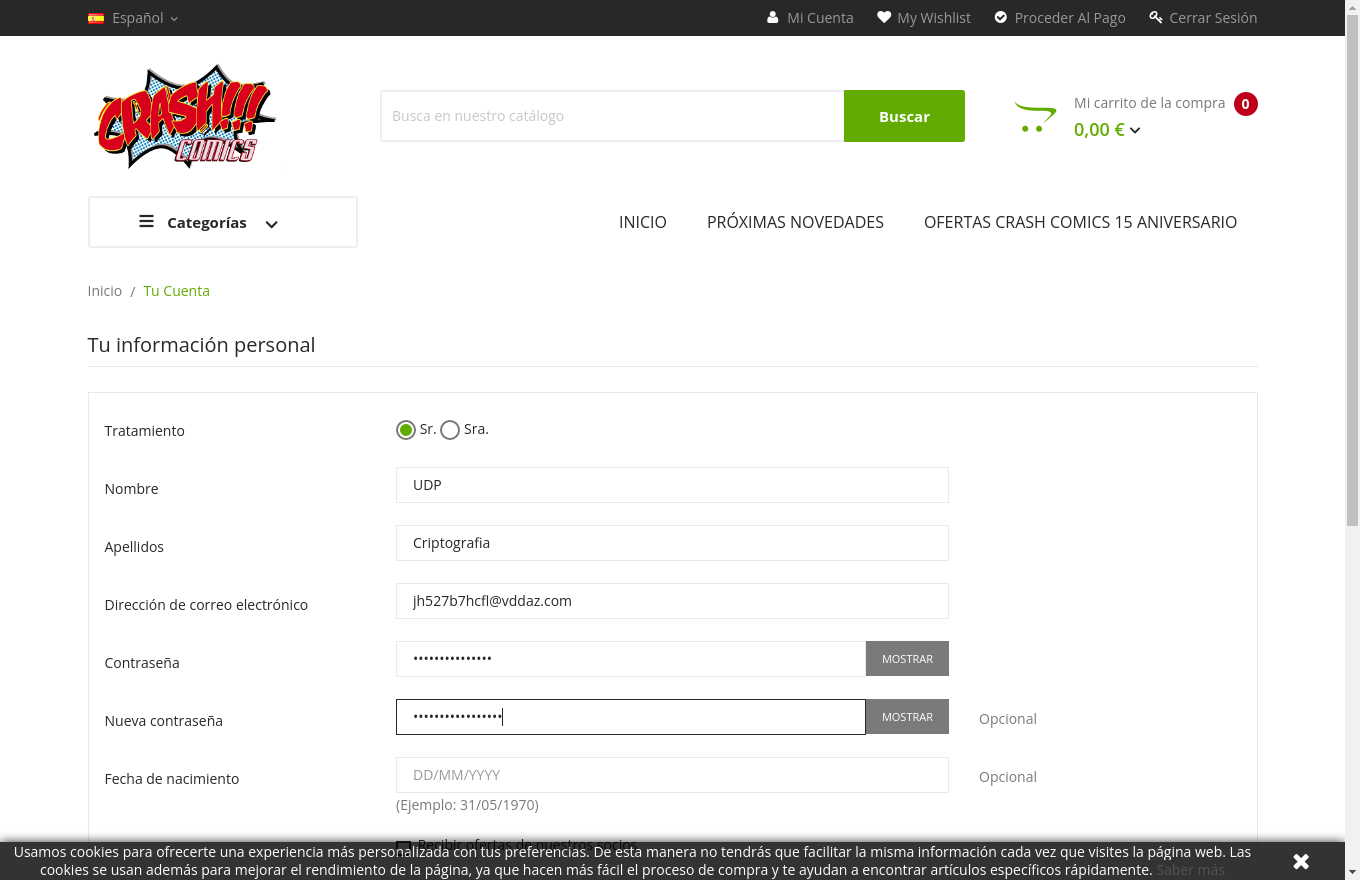 Español
Mi Cuenta
My Wishlist
Proceder Al Pago
Cerrar Sesión
CRASH!!!
COMICS
Busca en nuestro catálogo
Buscar
Mi carrito de la compra 0
0,00 €
Categorías
INICIO
PRÓXIMAS NOVEDADES
OFERTAS CRASH COMICS 15 ANIVERSARIO
Inicio / Tu Cuenta
Tu información personal
Tratamiento Sr. Sra.
Nombre UDP
Apellidos Criptografia
Dirección de correo electrónico jh527b7hcfl@vddaz.com
Contraseña ••••••••••••••• MOSTRAR
Nueva contraseña ••••••••••••••••• MOSTRAR Opcional
Fecha de nacimiento DD/MM/YYYY Opcional
(Ejemplo: 31/05/1970)
Recibir ofertas de nuestros socios
Usamos cookies para ofrecerte una experiencia más personalizada con tus preferencias. De esta manera no tendrás que facilitar la misma información cada vez que visites la página web. Las
cookies se usan además para mejorar el rendimiento de la página, ya que hacen más fácil el proceso de compra y te ayudan a encontrar artículos específicos rápidamente. Saber más